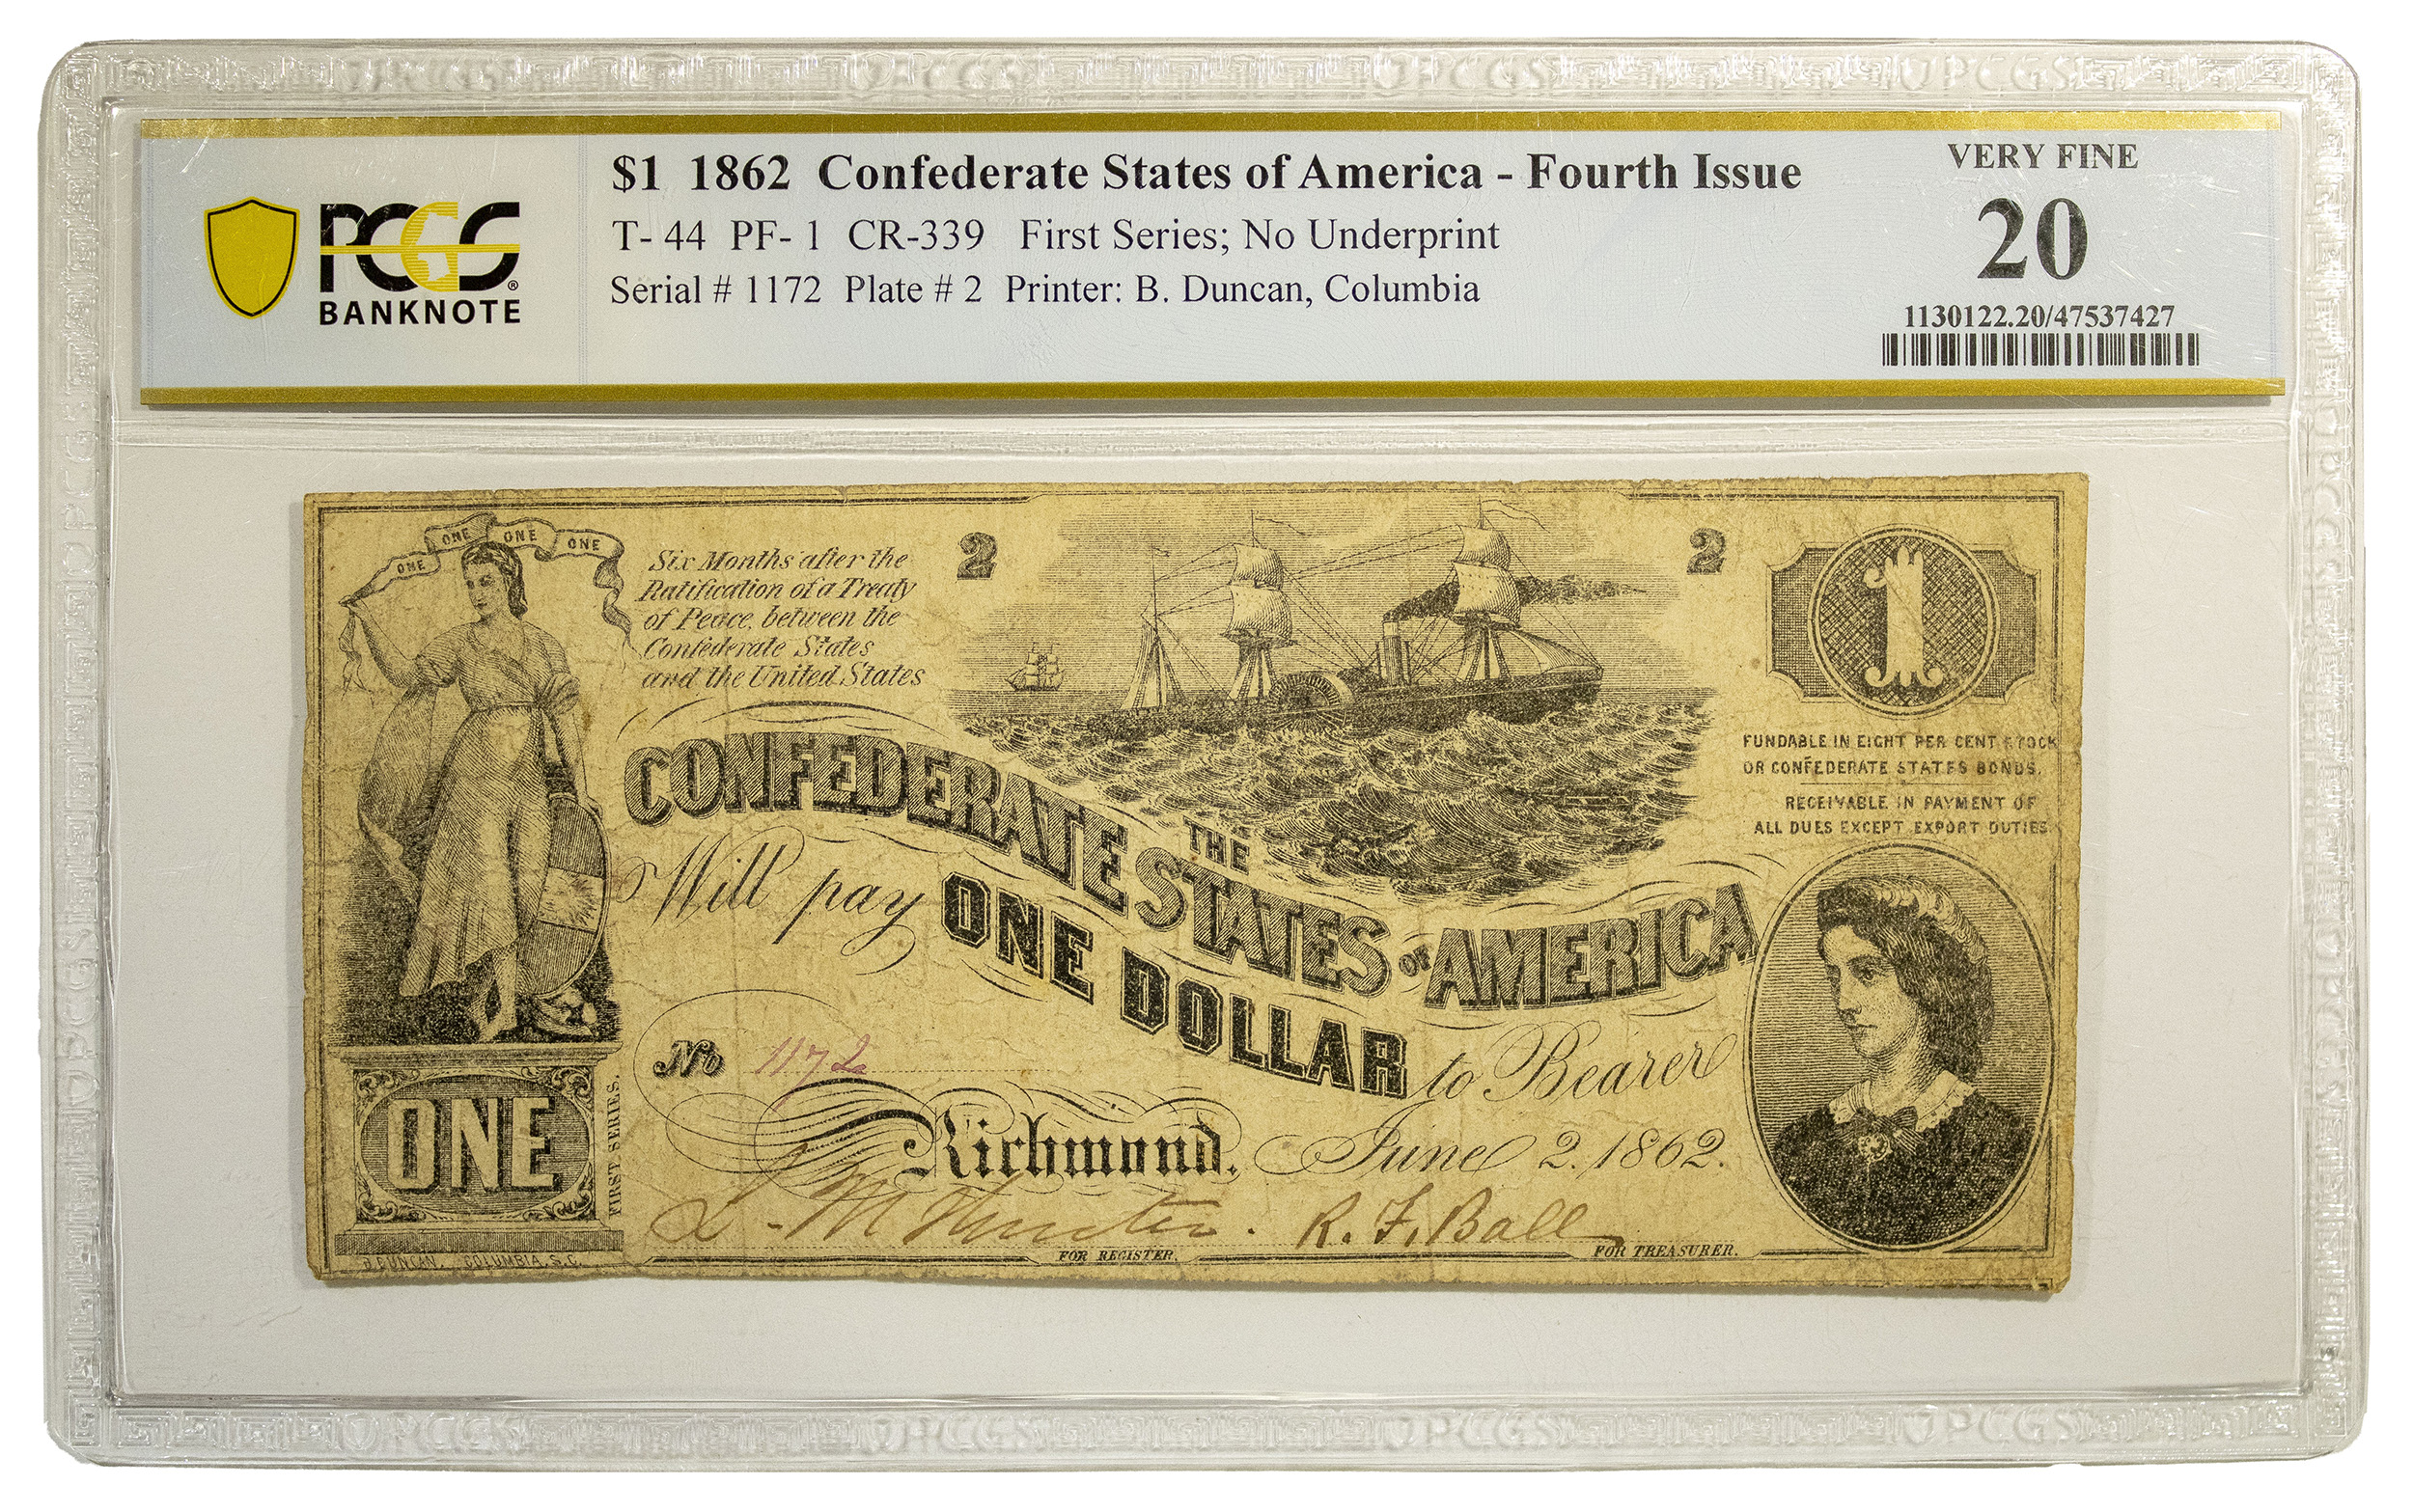 PCGS
BANKNOTE
$1 1862 Confederate States of America - Fourth Issue
T- 44 PF- 1 CR-339 First Series; No Underprint
Serial # 1172 Plate # 2 Printer: B. Duncan, Columbia
VERY FINE
20
1130122.20/47537427
ONE ONE ONE ONE
Six Months after the
Ratification of a Treaty
of Peace, between the
Confederate States
and the United States
2
2
1
FUNDABLE IN EIGHT PER CENT STOCK
OR CONFEDERATE STATES BONDS.
RECEIVABLE IN PAYMENT OF
ALL DUES EXCEPT EXPORT DUTIES
THE
CONFEDERATE STATES OF AMERICA
Will pay ONE DOLLAR to Bearer
No 1172
Richmond, June 2, 1862.
ONE
FIRST SERIES.
R. F. Ball
FOR REGISTER.
FOR TREASURER.
B. DUNCAN, COLUMBIA, S.C.